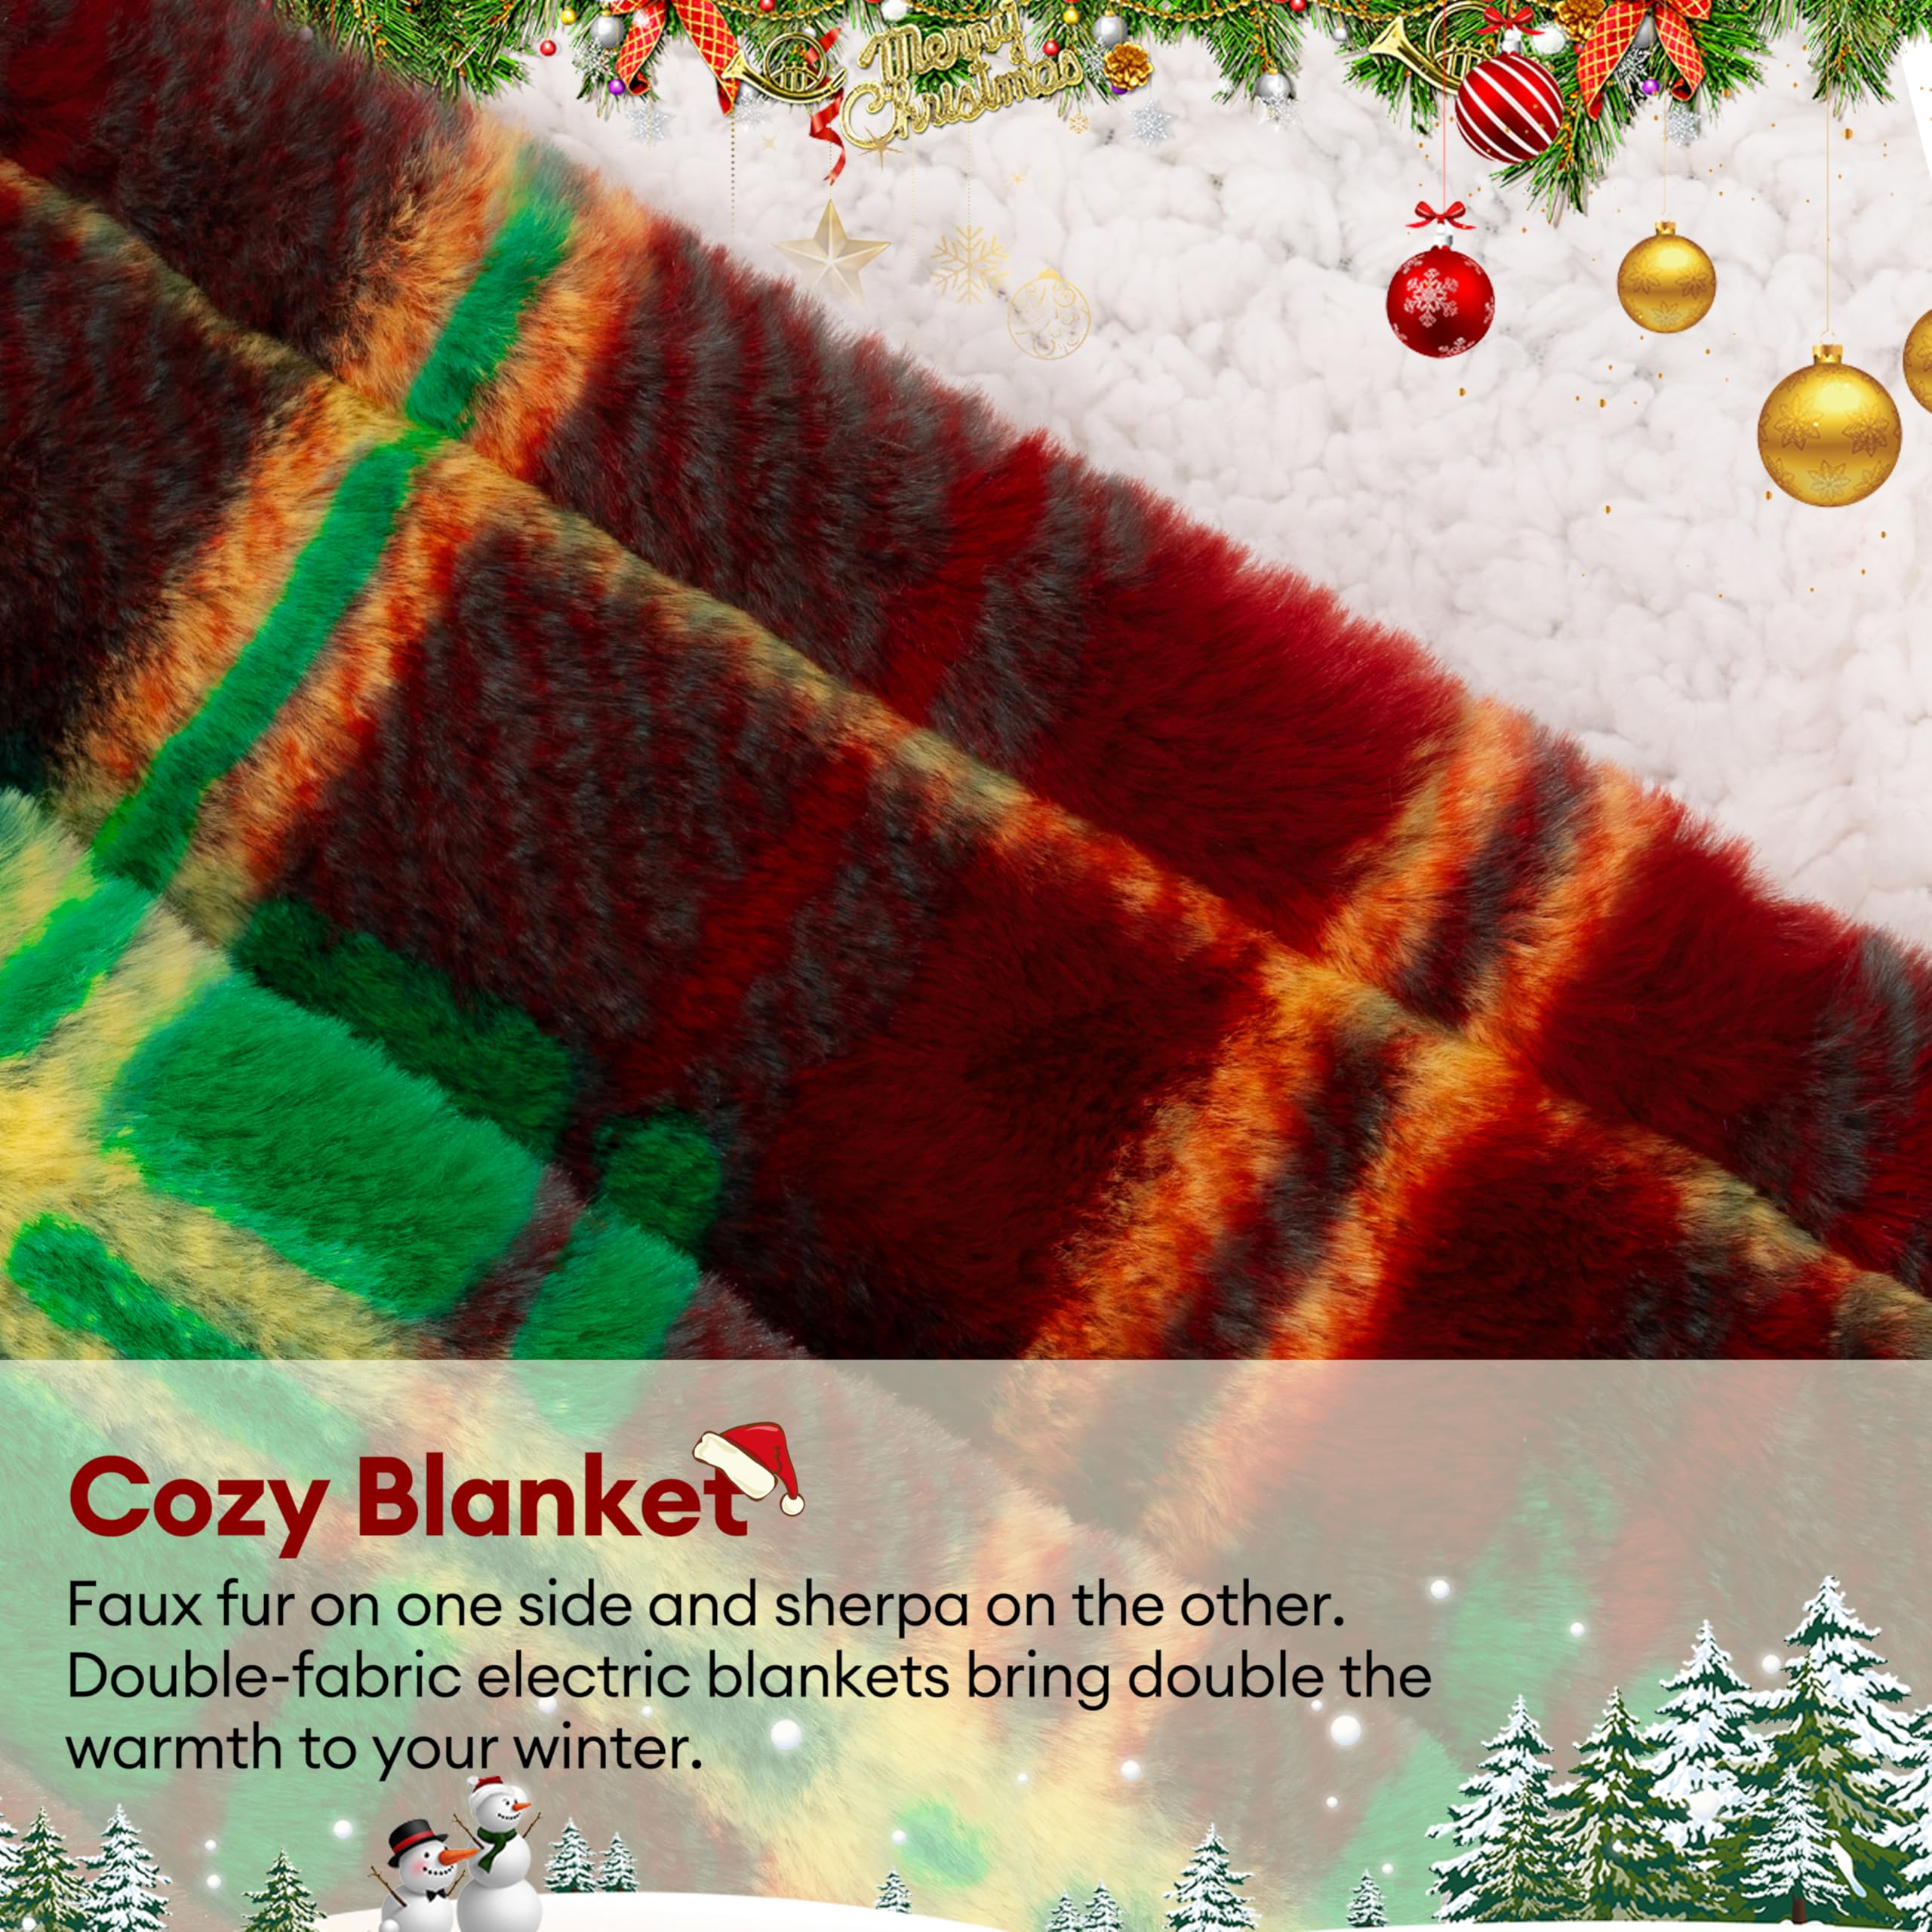 Merry
Christmas
Cozy Blanket
Faux fur on one side and sherpa on the other.
Double-fabric electric blankets bring double the
warmth to your winter.